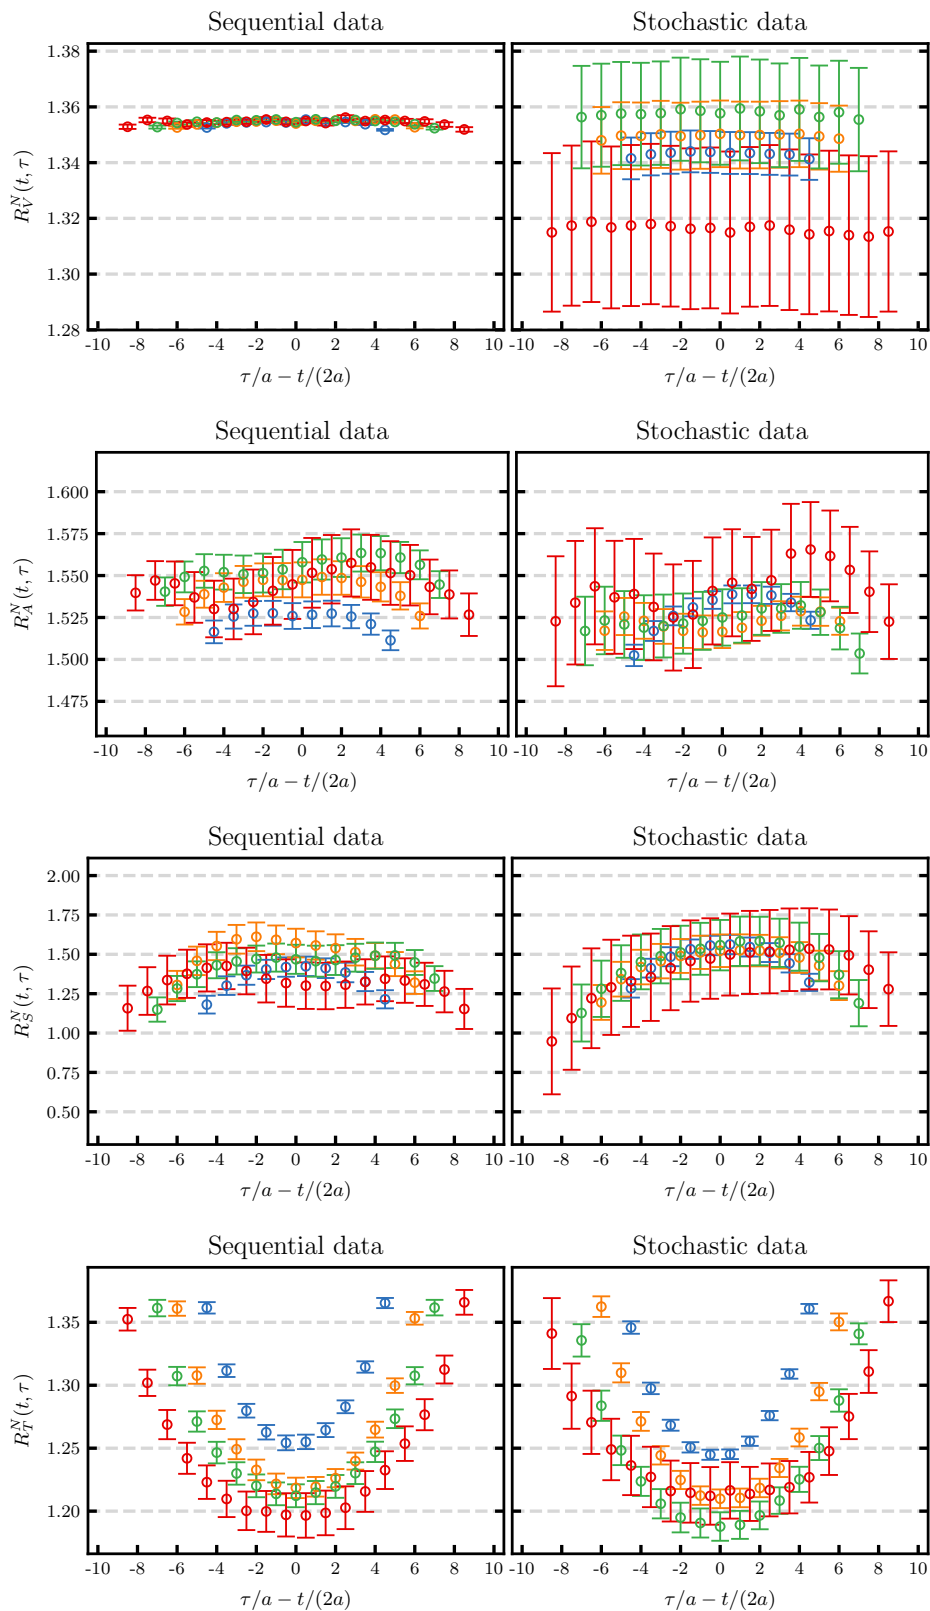 Sequential data
Stochastic data
1.38
1.36
1.34
1.32
1.30
1.28
R_V^N(t, τ)
-10 -8 -6 -4 -2 0 2 4 6 8 10
-10 -8 -6 -4 -2 0 2 4 6 8 10
τ/a − t/(2a)
τ/a − t/(2a)
Sequential data
Stochastic data
1.600
1.575
1.550
1.525
1.500
1.475
R_A^N(t, τ)
-10 -8 -6 -4 -2 0 2 4 6 8 10
-10 -8 -6 -4 -2 0 2 4 6 8 10
τ/a − t/(2a)
τ/a − t/(2a)
Sequential data
Stochastic data
2.00
1.75
1.50
1.25
1.00
0.75
0.50
R_S^N(t, τ)
-10 -8 -6 -4 -2 0 2 4 6 8 10
-10 -8 -6 -4 -2 0 2 4 6 8 10
τ/a − t/(2a)
τ/a − t/(2a)
Sequential data
Stochastic data
1.35
1.30
1.25
1.20
R_T^N(t, τ)
-10 -8 -6 -4 -2 0 2 4 6 8 10
-10 -8 -6 -4 -2 0 2 4 6 8 10
τ/a − t/(2a)
τ/a − t/(2a)